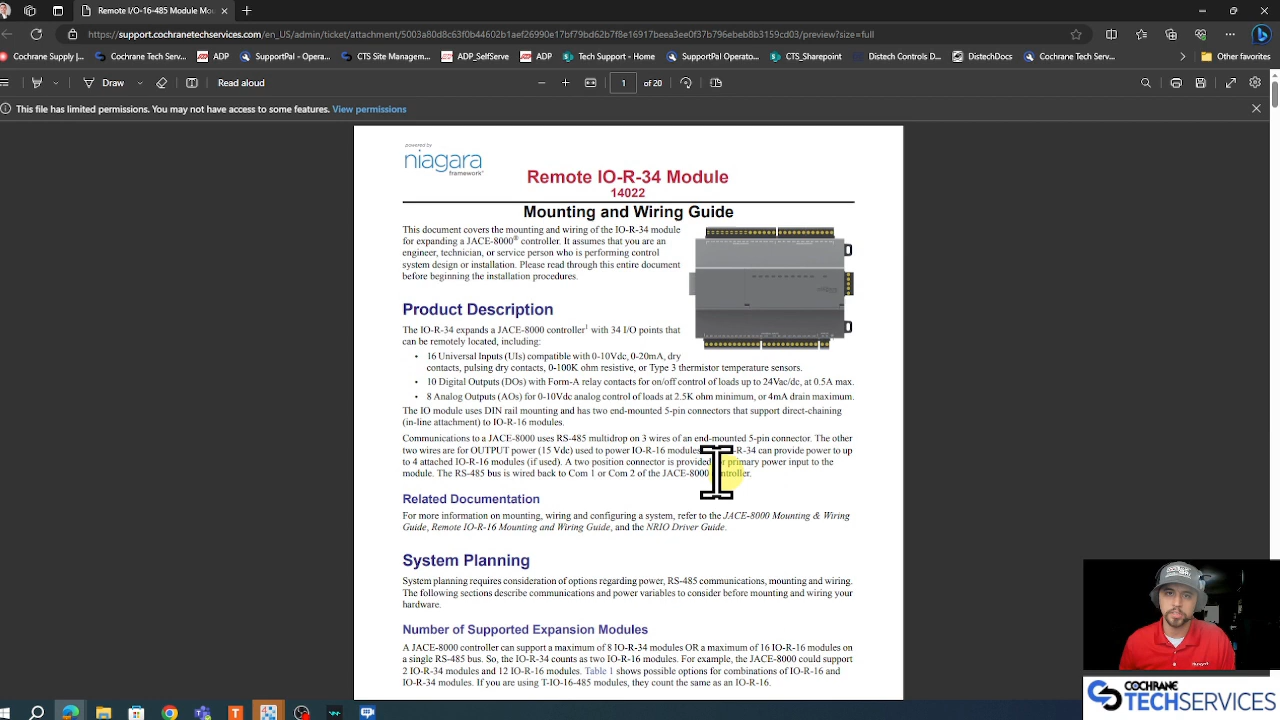 Remote I/O-16-485 Module Mou
https://support.cochranetechservices.com/en_US/admin/ticket/attachment/5003a80d8c63f0b44602b1aef26990e17bf79bd62b7f8e16917beea3ee0f37b796ebeb8b3159cd03/preview?size=full
Cochrane Tech Services
Cochrane Tech Serv...
ADP
SupportPal - Opera...
CTS Site Managem...
ADP_SelfServe
ADP
Tech Support - Home
SupportPal Operato...
CTS_Sharepoint
Distech Controls D...
DistechDocs
Cochrane Tech Serv...
Other favorites
Draw
Read aloud
1 of 20
This file has limited permissions. You may not have access to some features. View permissions
powered by
niagara
framework
Remote IO-R-34 Module
14022
Mounting and Wiring Guide
This document covers the mounting and wiring of the IO-R-34 module
for expanding a JACE-8000® controller. It assumes that you are an
engineer, technician, or service person who is performing control
system design or installation. Please read through this entire document
before beginning the installation procedures.
Product Description
The IO-R-34 expands a JACE-8000 controller1 with 34 I/O points that
can be remotely located, including:
• 16 Universal Inputs (UIs) compatible with 0-10Vdc, 0-20mA, dry
contacts, pulsing dry contacts, 0-100K ohm resistive, or Type 3 thermistor temperature sensors.
• 10 Digital Outputs (DOs) with Form-A relay contacts for on/off control of loads up to 24Vac/dc, at 0.5A max.
• 8 Analog Outputs (AOs) for 0-10Vdc analog control of loads at 2.5K ohm minimum, or 4mA drain maximum.
The IO module uses DIN rail mounting and has two end-mounted 5-pin connectors that support direct-chaining
(in-line attachment) to IO-R-16 modules.
Communications to a JACE-8000 uses RS-485 multidrop on 3 wires of an end-mounted 5-pin connector. The other
two wires are for OUTPUT power (15 Vdc) used to power IO-R-16 modules -R-34 can provide power to up
to 4 attached IO-R-16 modules (if used). A two position connector is provided primary power input to the
module. The RS-485 bus is wired back to Com 1 or Com 2 of the JACE-8000 controller.
Related Documentation
For more information on mounting, wiring and configuring a system, refer to the JACE-8000 Mounting & Wiring
Guide, Remote IO-R-16 Mounting and Wiring Guide, and the NRIO Driver Guide.
System Planning
System planning requires consideration of options regarding power, RS-485 communications, mounting and wiring.
The following sections describe communications and power variables to consider before mounting and wiring your
hardware.
Number of Supported Expansion Modules
A JACE-8000 controller can support a maximum of 8 IO-R-34 modules OR a maximum of 16 IO-R-16 modules on
a single RS-485 bus. So, the IO-R-34 counts as two IO-R-16 modules. For example, the JACE-8000 could support
2 IO-R-34 modules and 12 IO-R-16 modules. Table 1 shows possible options for combinations of IO-R-16 and
IO-R-34 modules. If you are using T-IO-16-485 modules, they count the same as an IO-R-16.
COCHRANE
TECHSERVICES